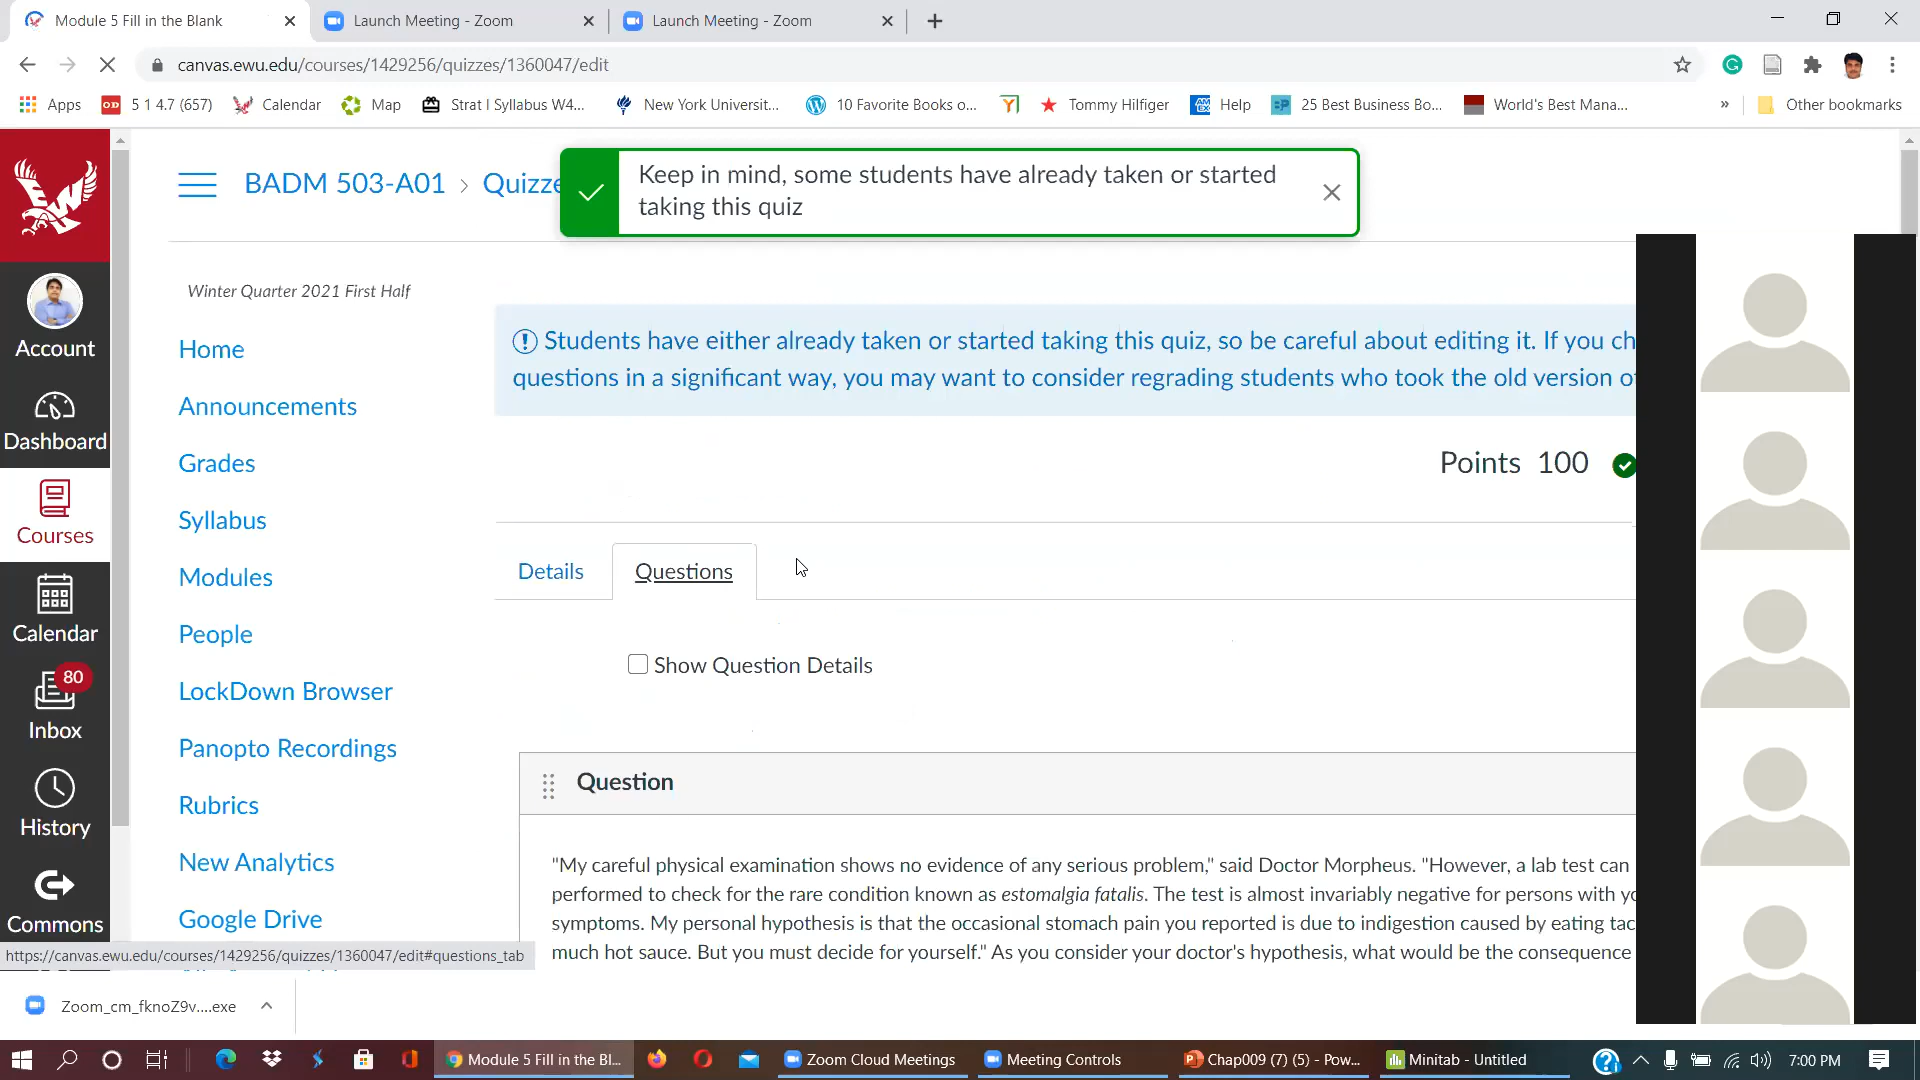 Module 5 Fill in the Blank
Launch Meeting - Zoom
Launch Meeting - Zoom
canvas.ewu.edu/courses/1429256/quizzes/1360047/edit
Apps
OD
5 1 4.7 (657)
Calendar
Map
Strat I Syllabus W4...
New York Universit...
10 Favorite Books o...
Tommy Hilfiger
Help
25 Best Business Bo...
World's Best Mana...
»
Other bookmarks
EWU
BADM 503-A01 › Quizze
Keep in mind, some students have already taken or started
taking this quiz
Winter Quarter 2021 First Half
Account
Dashboard
Courses
Calendar
80
Inbox
History
Commons
Home
Announcements
Grades
Syllabus
Modules
People
LockDown Browser
Panopto Recordings
Rubrics
New Analytics
Google Drive
Students have either already taken or started taking this quiz, so be careful about editing it. If you ch
questions in a significant way, you may want to consider regrading students who took the old version o
Points 100
Details
Questions
Show Question Details
Question
"My careful physical examination shows no evidence of any serious problem," said Doctor Morpheus. "However, a lab test can
performed to check for the rare condition known as estomalgia fatalis. The test is almost invariably negative for persons with yo
symptoms. My personal hypothesis is that the occasional stomach pain you reported is due to indigestion caused by eating tac
much hot sauce. But you must decide for yourself." As you consider your doctor's hypothesis, what would be the consequence
https://canvas.ewu.edu/courses/1429256/quizzes/1360047/edit#questions_tab
Zoom_cm_fknoZ9v....exe
Module 5 Fill in the Bl...
Zoom Cloud Meetings
Meeting Controls
Chap009 (7) (5) - Pow...
Minitab - Untitled
7:00 PM